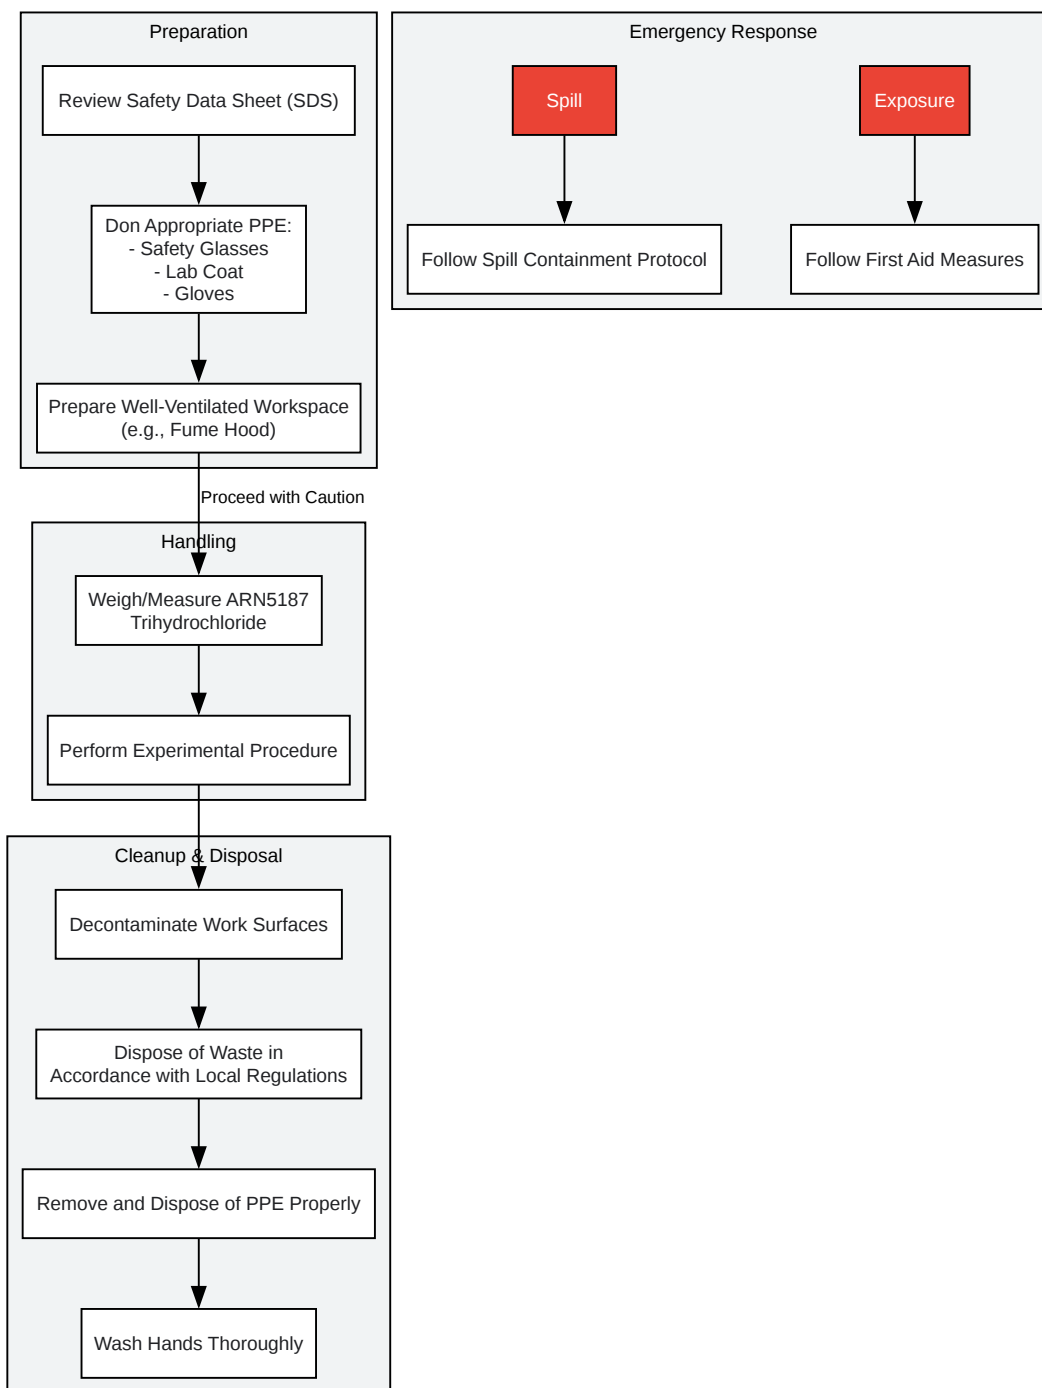 Preparation
Review Safety Data Sheet (SDS)
Don Appropriate PPE:
- Safety Glasses
- Lab Coat
- Gloves
Prepare Well-Ventilated Workspace
(e.g., Fume Hood)
Proceed with Caution
Handling
Weigh/Measure ARN5187
Trihydrochloride
Perform Experimental Procedure
Cleanup & Disposal
Decontaminate Work Surfaces
Dispose of Waste in
Accordance with Local Regulations
Remove and Dispose of PPE Properly
Wash Hands Thoroughly
Emergency Response
Spill
Follow Spill Containment Protocol
Exposure
Follow First Aid Measures